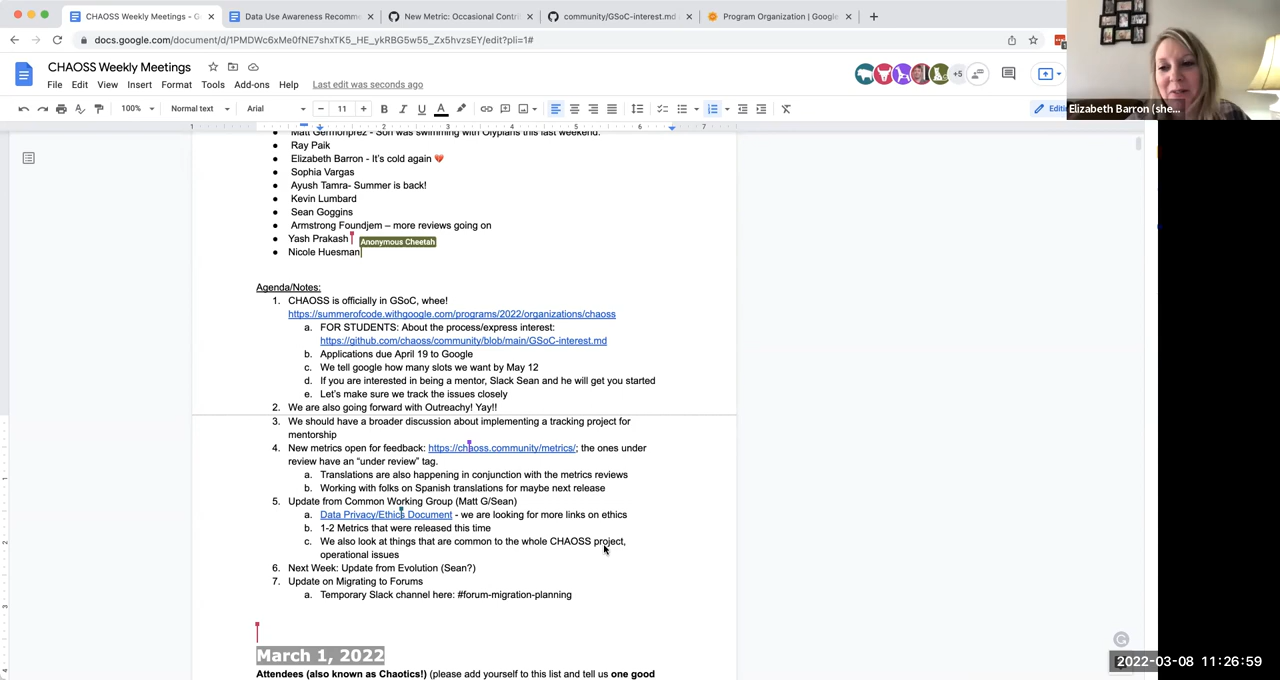 CHAOSS Weekly Meetings - G
Data Use Awareness Recomme
New Metric: Occasional Contri
community/GSoC-interest.md
Program Organization | Google
docs.google.com/document/d/1PMDWc6xMe0fNE7shxTK5_HE_ykRBG5w55_Zx5hvzsEY/edit?pli=1#
CHAOSS Weekly Meetings
File Edit View Insert Format Tools Add-ons Help Last edit was seconds ago
+5
100% Normal text Arial 11
Editi
Elizabeth Barron (she...
1 2 3 4 5 6 7
Matt Germonprez - Son was swimming with Olypians this last weekend.
Ray Paik
Elizabeth Barron - It's cold again 💔
Sophia Vargas
Ayush Tamra- Summer is back!
Kevin Lumbard
Sean Goggins
Armstrong Foundjem – more reviews going on
Yash Prakash
Anonymous Cheetah
Nicole Huesman
Agenda/Notes:
1. CHAOSS is officially in GSoC, whee!
https://summerofcode.withgoogle.com/programs/2022/organizations/chaoss
a. FOR STUDENTS: About the process/express interest:
https://github.com/chaoss/community/blob/main/GSoC-interest.md
b. Applications due April 19 to Google
c. We tell google how many slots we want by May 12
d. If you are interested in being a mentor, Slack Sean and he will get you started
e. Let's make sure we track the issues closely
2. We are also going forward with Outreachy! Yay!!
3. We should have a broader discussion about implementing a tracking project for
mentorship
4. New metrics open for feedback: https://chaoss.community/metrics/; the ones under
review have an "under review" tag.
a. Translations are also happening in conjunction with the metrics reviews
b. Working with folks on Spanish translations for maybe next release
5. Update from Common Working Group (Matt G/Sean)
a. Data Privacy/Ethics Document - we are looking for more links on ethics
b. 1-2 Metrics that were released this time
c. We also look at things that are common to the whole CHAOSS project,
operational issues
6. Next Week: Update from Evolution (Sean?)
7. Update on Migrating to Forums
a. Temporary Slack channel here: #forum-migration-planning
March 1, 2022
Attendees (also known as Chaotics!) (please add yourself to this list and tell us one good
2022-03-08 11:26:59